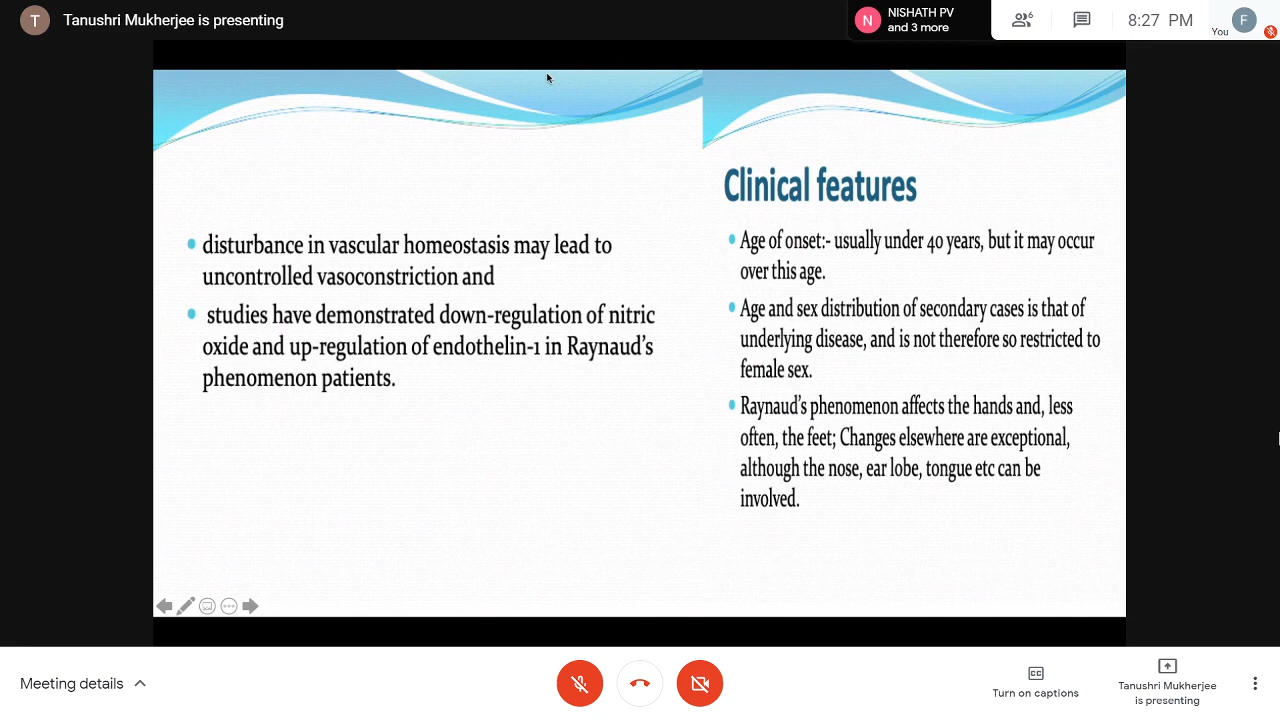 T
Tanushri Mukherjee is presenting
N
NISHATH PV
and 3 more
6
8:27 PM
You
F
disturbance in vascular homeostasis may lead to
uncontrolled vasoconstriction and
studies have demonstrated down-regulation of nitric
oxide and up-regulation of endothelin-1 in Raynaud's
phenomenon patients.
Clinical features
Age of onset:- usually under 40 years, but it may occur
over this age.
Age and sex distribution of secondary cases is that of
underlying disease, and is not therefore so restricted to
female sex.
Raynaud's phenomenon affects the hands and, less
often, the feet; Changes elsewhere are exceptional,
although the nose, ear lobe, tongue etc can be
involved.
Meeting details
CC
Turn on captions
Tanushri Mukherjee
is presenting